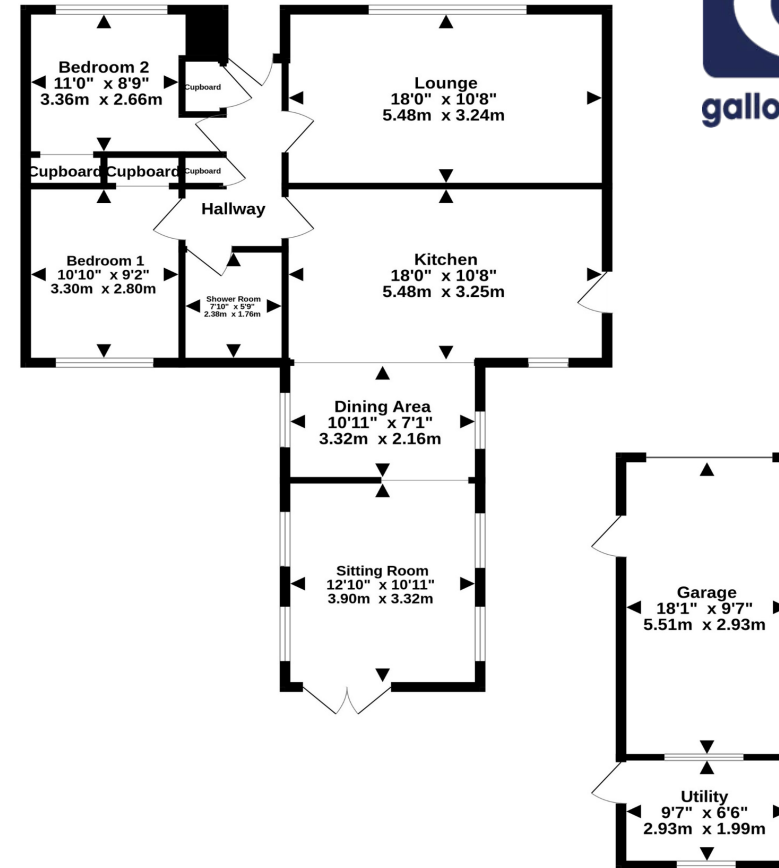 Bedroom 2
11'0" x 8'9"
3.36m x 2.66m
Cupboard
Lounge
18'0" x 10'8"
5.48m x 3.24m
gallo
Cupboard
Cupboard
Cupboard
Hallway
Bedroom 1
10'10" x 9'2"
3.30m x 2.80m
Shower Room
7'10" x 5'9"
2.38m x 1.76m
Kitchen
18'0" x 10'8"
5.48m x 3.25m
Dining Area
10'11" x 7'1"
3.32m x 2.16m
Sitting Room
12'10" x 10'11"
3.90m x 3.32m
Garage
18'1" x 9'7"
5.51m x 2.93m
Utility
9'7" x 6'6"
2.93m x 1.99m